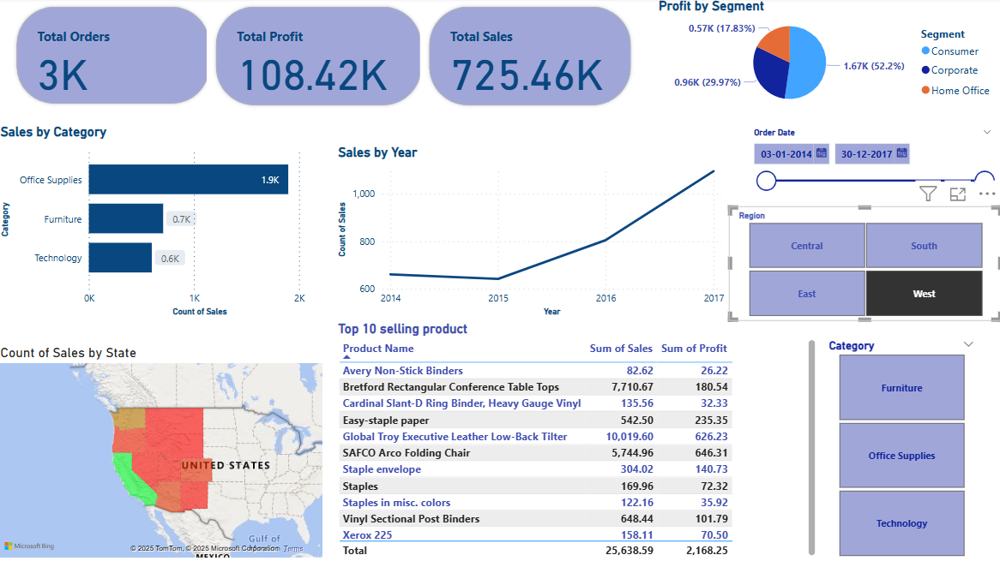 Total Orders
3K
Total Profit
108.42K
Total Sales
725.46K
Profit by Segment
0.57K (17.83%)
0.96K (29.97%)
1.67K (52.2%)
Segment
Consumer
Corporate
Home Office
Sales by Category
Category
Office Supplies
1.9K
Furniture
0.7K
Technology
0.6K
0K 1K 2K
Count of Sales
Sales by Year
Count of Sales
1,000
800
600
2014 2015 2016 2017
Year
Order Date
03-01-2014 30-12-2017
Region
Central South
East West
Count of Sales by State
UNITED STATES
Gulf of
MEXICO
Microsoft Bing
© 2025 TomTom, © 2025 Microsoft Corporation Terms
Top 10 selling product
Product Name Sum of Sales Sum of Profit
Avery Non-Stick Binders 82.62 26.22
Bretford Rectangular Conference Table Tops 7,710.67 180.54
Cardinal Slant-D Ring Binder, Heavy Gauge Vinyl 135.56 32.33
Easy-staple paper 542.50 235.35
Global Troy Executive Leather Low-Back Tilter 10,019.60 626.23
SAFCO Arco Folding Chair 5,744.96 646.31
Staple envelope 304.02 140.73
Staples 169.96 72.32
Staples in misc. colors 122.16 35.92
Vinyl Sectional Post Binders 648.44 101.79
Xerox 225 158.11 70.50
Total 25,638.59 2,168.25
Category
Furniture
Office Supplies
Technology